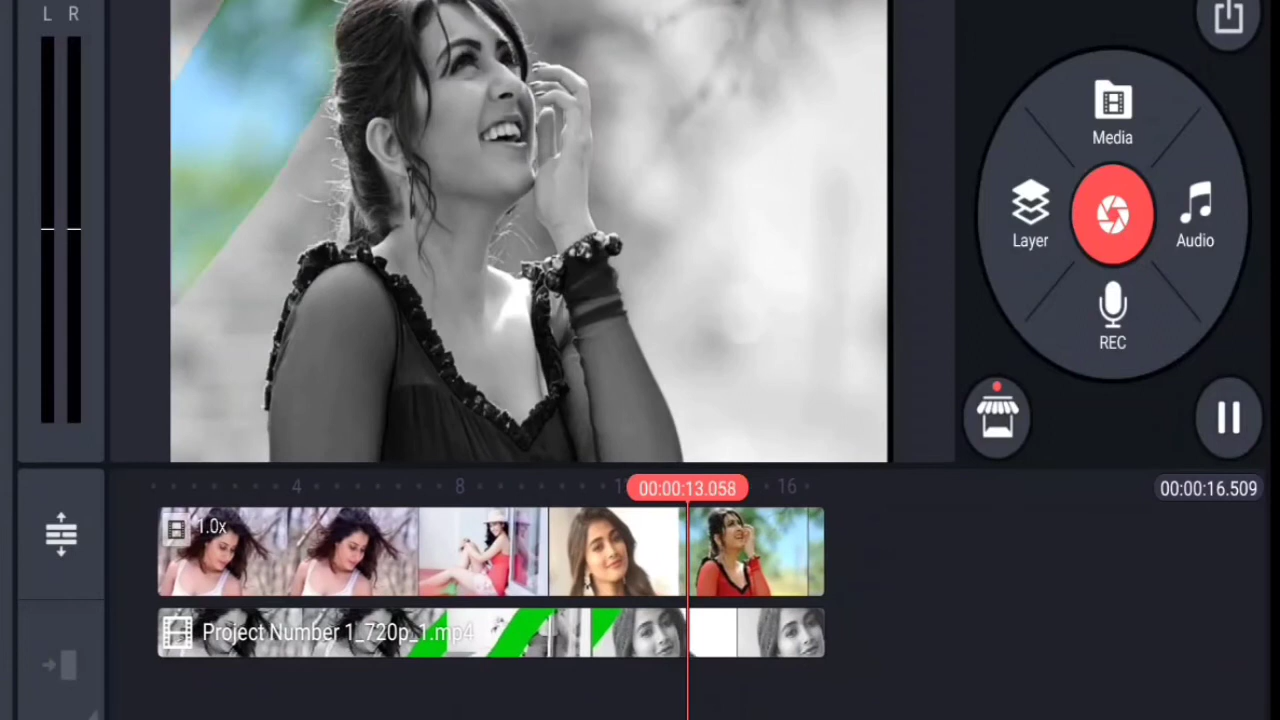 L R
Media
Layer
Audio
REC
4
8
00:00:13.058
16
00:00:16.509
1.0x
Project Number 1_720p_1.mp4